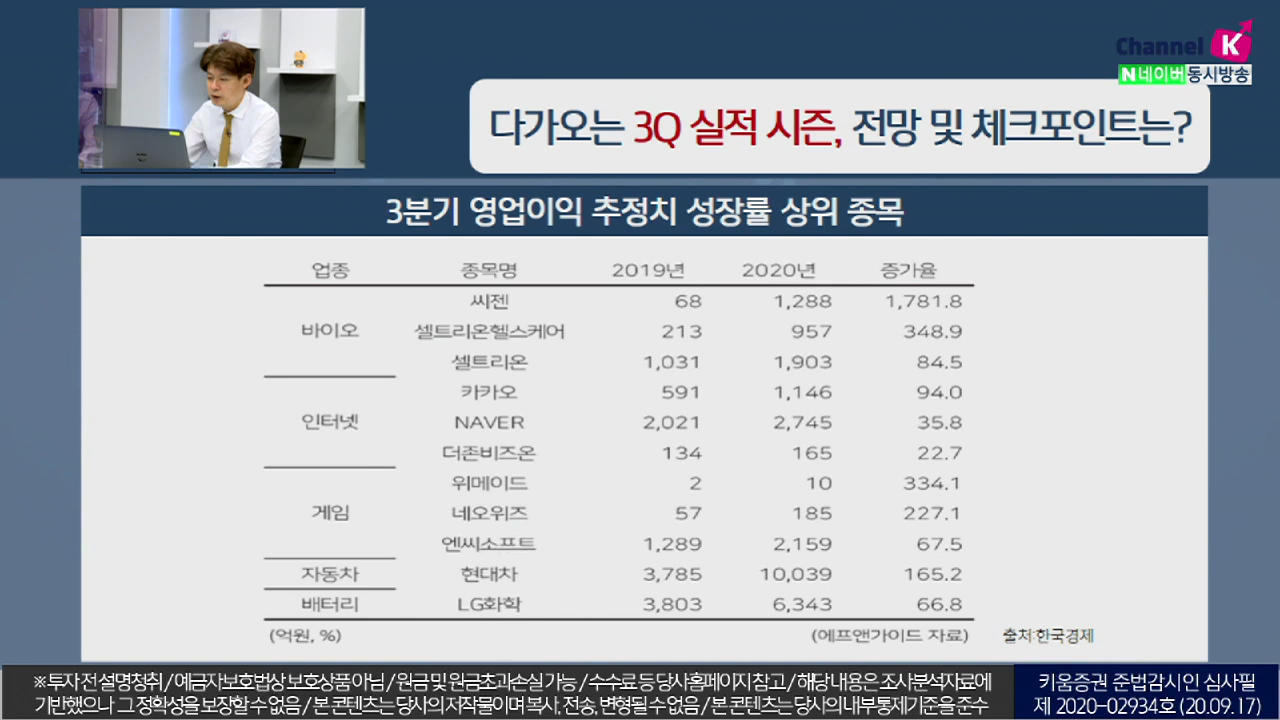 Channel K
N 네이버 동시방송
다가오는 3Q 실적 시즌, 전망 및 체크포인트는?
3분기 영업이익 추정치 성장률 상위 종목
업종 종목명 2019년 2020년 증가율
바이오 씨젠 68 1,288 1,781.8
셀트리온헬스케어 213 957 348.9
셀트리온 1,031 1,903 84.5
인터넷 카카오 591 1,146 94.0
NAVER 2,021 2,745 35.8
더존비즈온 134 165 22.7
게임 위메이드 2 10 334.1
네오위즈 57 185 227.1
엔씨소프트 1,289 2,159 67.5
자동차 현대차 3,785 10,039 165.2
배터리 LG화학 3,803 6,343 66.8
(억원, %) (에프앤가이드 자료) 출처:한국경제
※ 투자 전 설명청취 / 예금자보호법상 보호상품 아님 / 원금 및 원금초과손실 가능 / 수수료 등 당사홈페이지 참고 / 해당 내용은 조사분석자료에
기반했으나 그 정확성을 보장할 수 없음 / 본 콘텐츠는 당사의 저작물이며 복사, 전송, 변형될 수 없음 / 본 콘텐츠는 당사의 내부통제기준을 준수
키움증권 준법감시인 심사필
제 2020-02934호 (20.09.17)